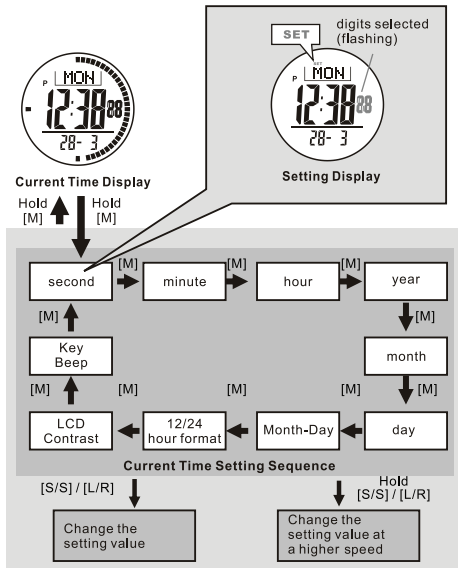 P MON
12:38 88
28- 3
Current Time Display
SET
digits selected
(flashing)
SET
P MON
12:38 88
28- 3
Setting Display
Hold
[M]
Hold
[M]
second
[M]
minute
[M]
hour
[M]
year
[M]
[M]
Key
Beep
month
[M]
[M]
[M]
[M]
[M]
LCD
Contrast
12/24
hour format
Month-Day
day
Current Time Setting Sequence
[S/S] / [L/R]
Hold
[S/S] / [L/R]
Change the
setting value
Change the
setting value at
a higher speed